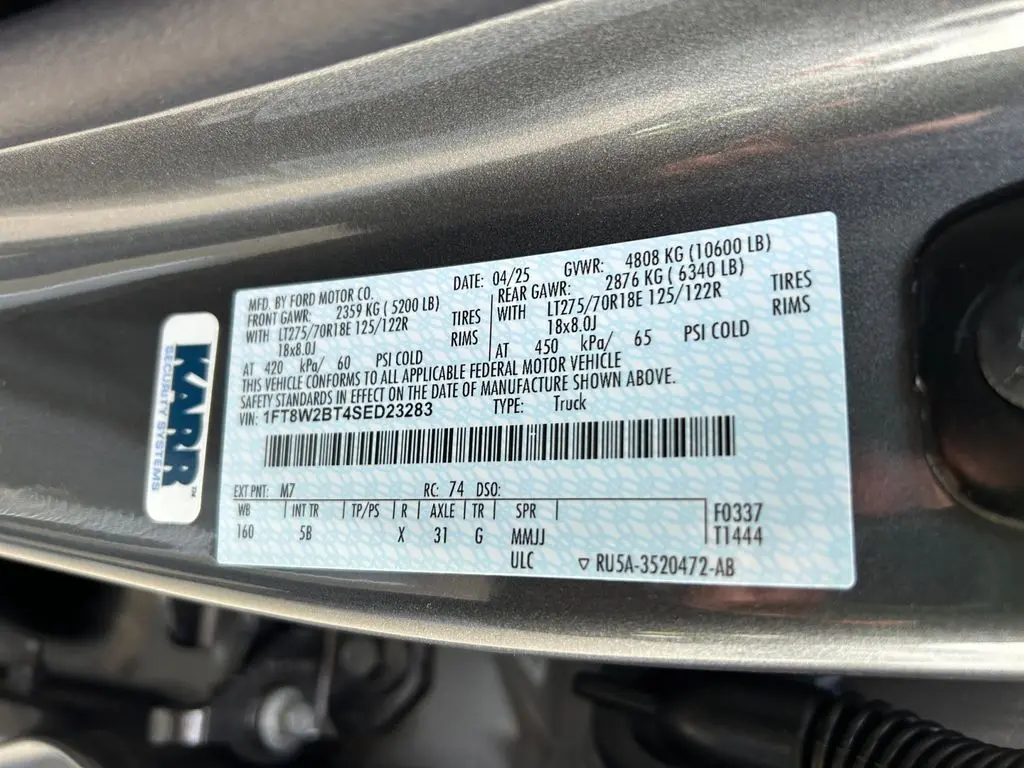 MFD. BY FORD MOTOR CO.
DATE: 04/25 GVWR: 4808 KG (10600 LB)
FRONT GAWR: 2359 KG ( 5200 LB)
REAR GAWR: 2876 KG ( 6340 LB)
WITH LT275/70R18E 125/122R TIRES
18x8.0J RIMS
AT 420 kPa/ 60 PSI COLD
WITH LT275/70R18E 125/122R TIRES
18x8.0J RIMS
AT 450 kPa/ 65 PSI COLD
THIS VEHICLE CONFORMS TO ALL APPLICABLE FEDERAL MOTOR VEHICLE
SAFETY STANDARDS IN EFFECT ON THE DATE OF MANUFACTURE SHOWN ABOVE.
VIN: 1FT8W2BT4SED23283 TYPE: Truck
EXT PNT: M7 RC: 74 DSO:
WB INT TR TP/PS R AXLE TR SPR
160 5B X 31 G MMJJ
ULC
F0337
T1444
▽ RU5A-3520472-AB
KARR™
SECURITY SYSTEMS